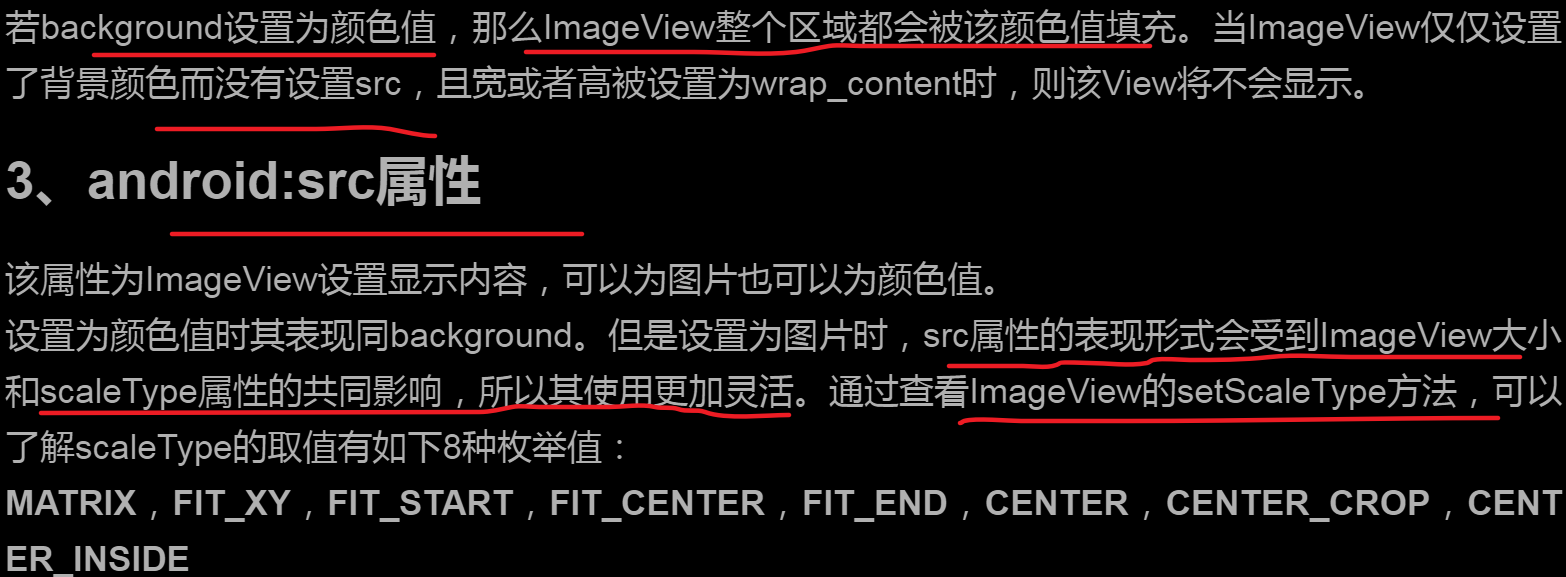 若background设置为颜色值，那么ImageView整个区域都会被该颜色值填充。当ImageView仅仅设置
了背景颜色而没有设置src，且宽或者高被设置为wrap_content时，则该View将不会显示。
3、android:src属性
该属性为ImageView设置显示内容，可以为图片也可以为颜色值。
设置为颜色值时其表现同background。但是设置为图片时，src属性的表现形式会受到ImageView大小
和scaleType属性的共同影响，所以其使用更加灵活。通过查看ImageView的setScaleType方法，可以
了解scaleType的取值有如下8种枚举值：
MATRIX，FIT_XY，FIT_START，FIT_CENTER，FIT_END，CENTER，CENTER_CROP，CENT
ER_INSIDE